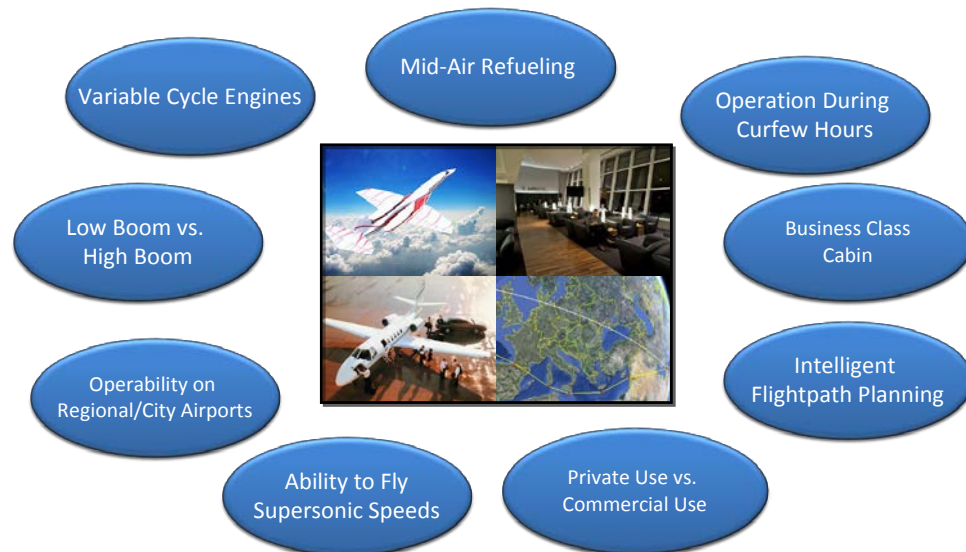 Mid-Air Refueling
Variable Cycle Engines
Operation During
Curfew Hours
Low Boom vs.
High Boom
Business Class
Cabin
Operability on
Regional/City Airports
Intelligent
Flightpath Planning
Ability to Fly
Supersonic Speeds
Private Use vs.
Commercial Use